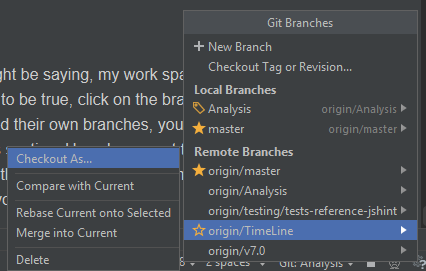 ght be saying, my work spa
to be true, click on the bra
d their own branches, you
Git Branches
New Branch
Checkout Tag or Revision...
Local Branches
Analysis origin/Analysis
master origin/master
Remote Branches
origin/master
origin/Analysis
origin/testing/tests-reference-jshint
origin/TimeLine
origin/v7.0
Checkout As...
Compare with Current
Rebase Current onto Selected
Merge into Current
Delete
2 spaces Git: Analysis